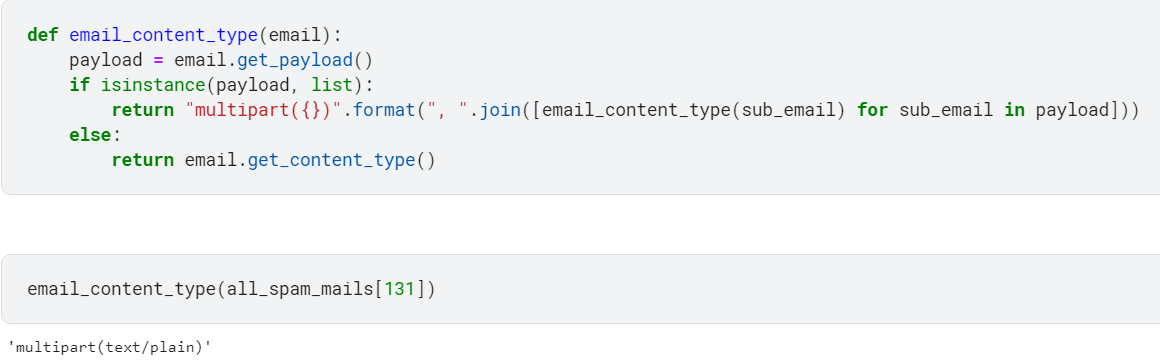 def email_content_type(email):
    payload = email.get_payload()
    if isinstance(payload, list):
        return "multipart({})".format(", ".join([email_content_type(sub_email) for sub_email in payload]))
    else:
        return email.get_content_type()
email_content_type(all_spam_mails[131])
'multipart(text/plain)'